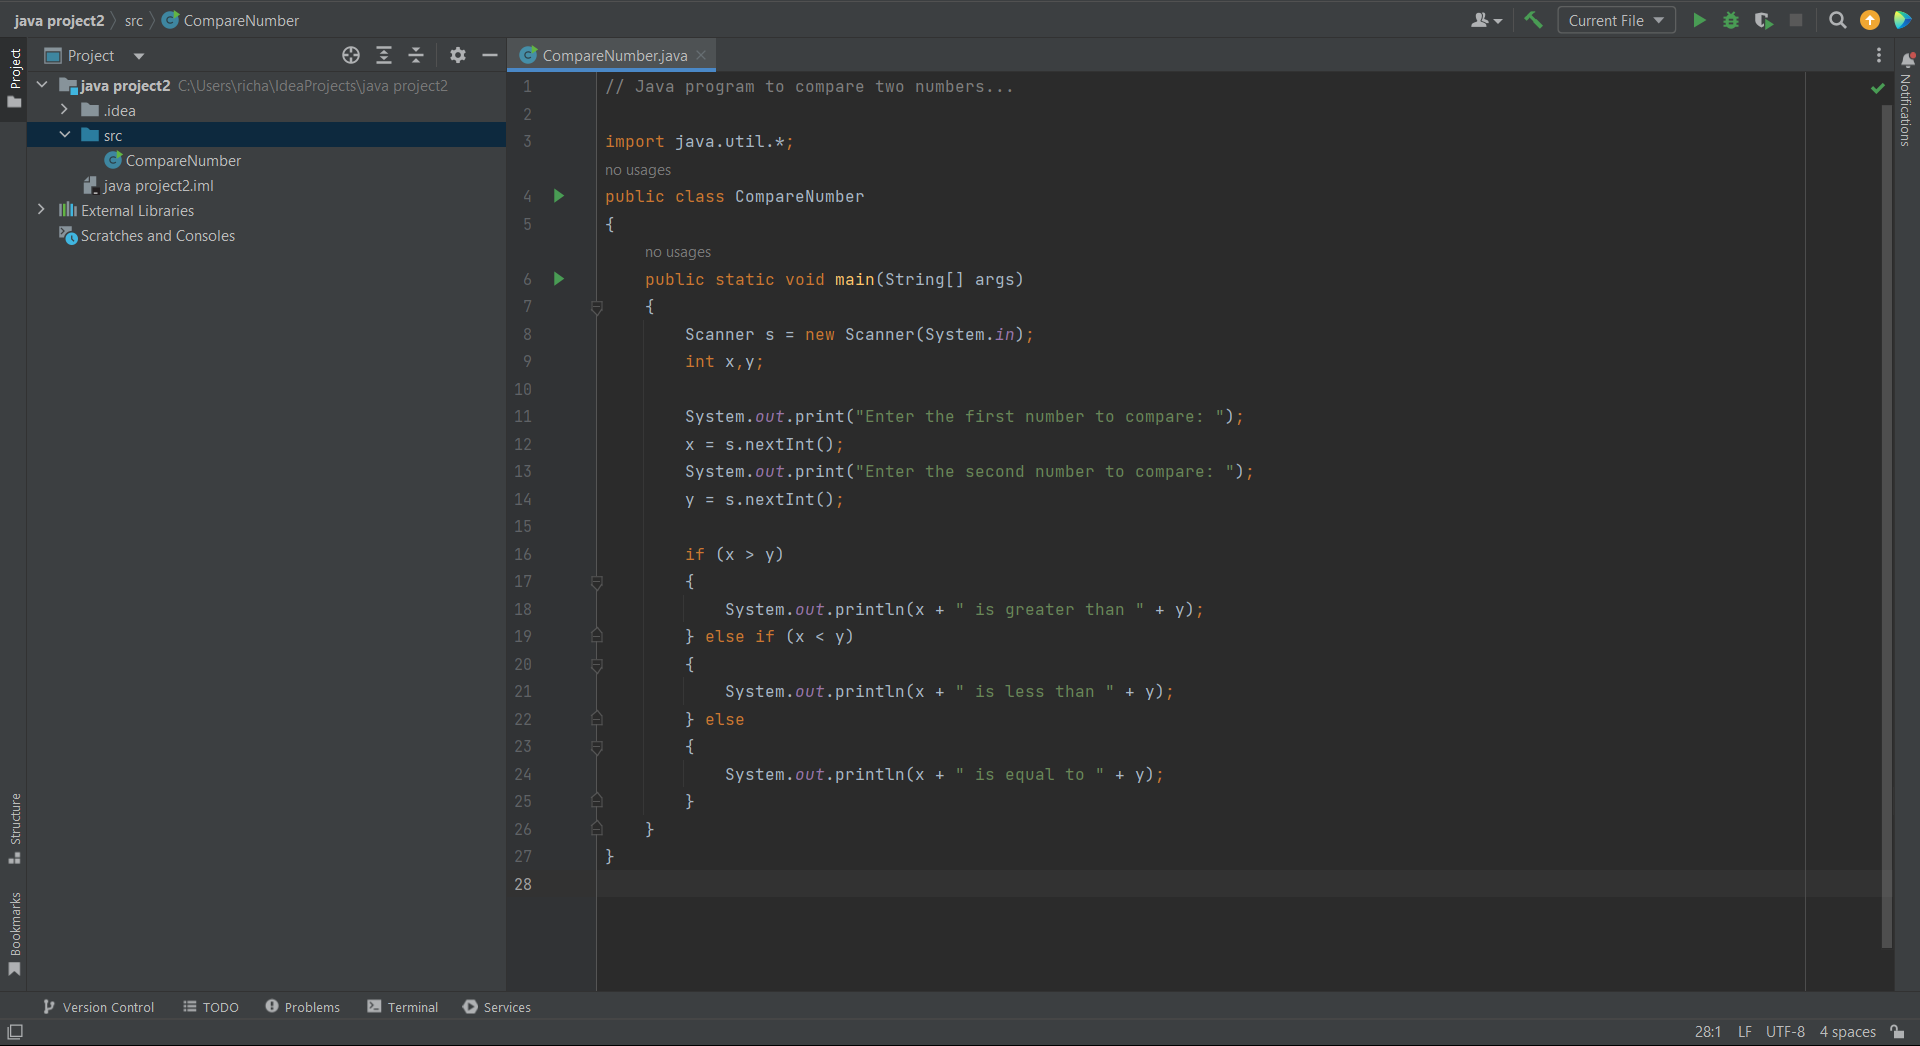 java project2 src CompareNumber
Current File
Project
Project
CompareNumber.java
java project2 C:\Users\richa\IdeaProjects\java project2
.idea
src
CompareNumber
java project2.iml
External Libraries
Scratches and Consoles
1 // Java program to compare two numbers...
2
3 import java.util.*;
no usages
4 public class CompareNumber
5 {
no usages
6 public static void main(String[] args)
7 {
8 Scanner s = new Scanner(System.in);
9 int x,y;
10
11 System.out.print("Enter the first number to compare: ");
12 x = s.nextInt();
13 System.out.print("Enter the second number to compare: ");
14 y = s.nextInt();
15
16 if (x > y)
17 {
18 System.out.println(x + " is greater than " + y);
19 } else if (x < y)
20 {
21 System.out.println(x + " is less than " + y);
22 } else
23 {
24 System.out.println(x + " is equal to " + y);
25 }
26 }
27 }
28
Notifications
Structure
Bookmarks
Version Control TODO Problems Terminal Services
28:1 LF UTF-8 4 spaces